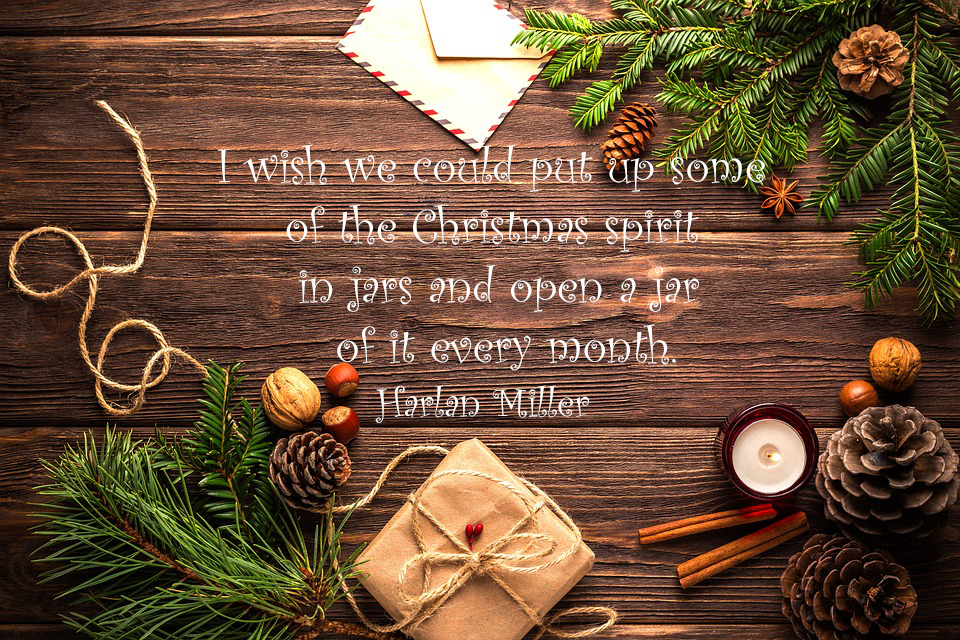 I wish we could put up some
of the Christmas spirit
in jars and open a jar
of it every month.
Harlan Miller